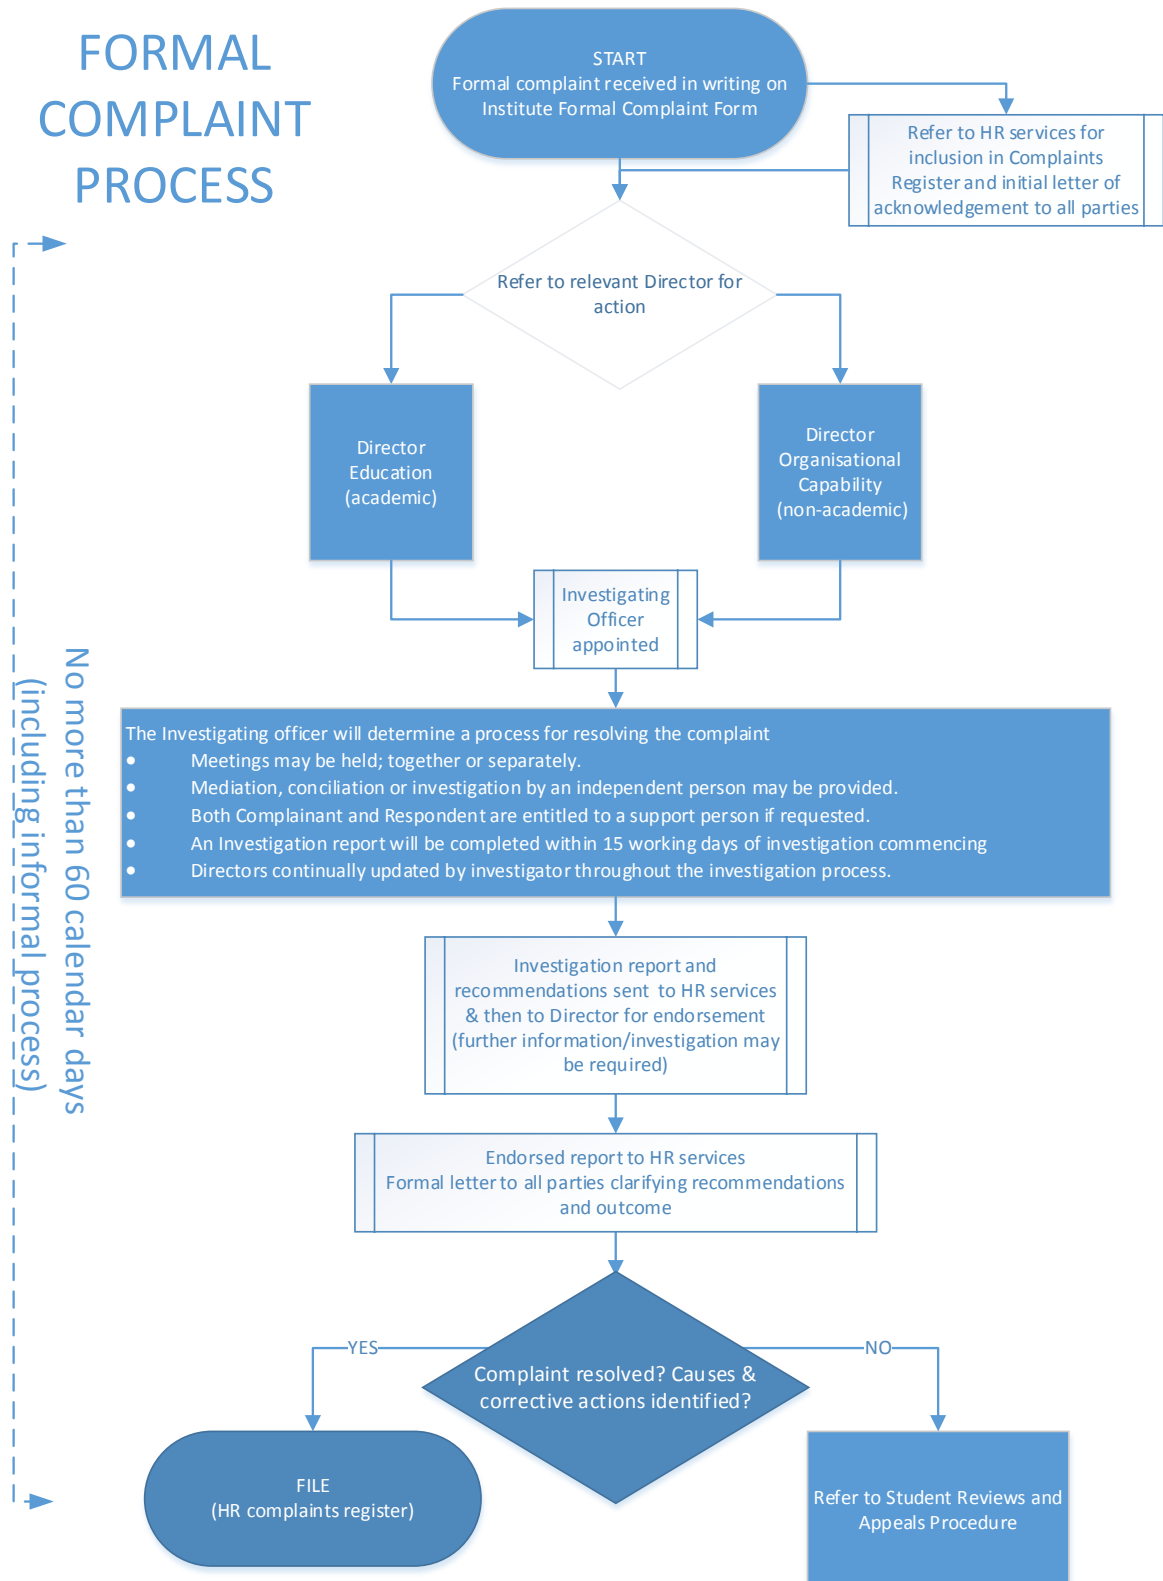 FORMAL
COMPLAINT
PROCESS
START
Formal complaint received in writing on
Institute Formal Complaint Form
Refer to HR services for
inclusion in Complaints
Register and initial letter of
acknowledgement to all parties
Refer to relevant Director for
action
Director
Education
(academic)
Director
Organisational
Capability
(non-academic)
Investigating
Officer
appointed
No more than 60 calendar days
(including informal process)
The Investigating officer will determine a process for resolving the complaint
• Meetings may be held; together or separately.
• Mediation, conciliation or investigation by an independent person may be provided.
• Both Complainant and Respondent are entitled to a support person if requested.
• An Investigation report will be completed within 15 working days of investigation commencing
• Directors continually updated by investigator throughout the investigation process.
Investigation report and
recommendations sent to HR services
& then to Director for endorsement
(further information/investigation may
be required)
Endorsed report to HR services
Formal letter to all parties clarifying recommendations
and outcome
YES
NO
Complaint resolved? Causes &
corrective actions identified?
FILE
(HR complaints register)
Refer to Student Reviews and
Appeals Procedure